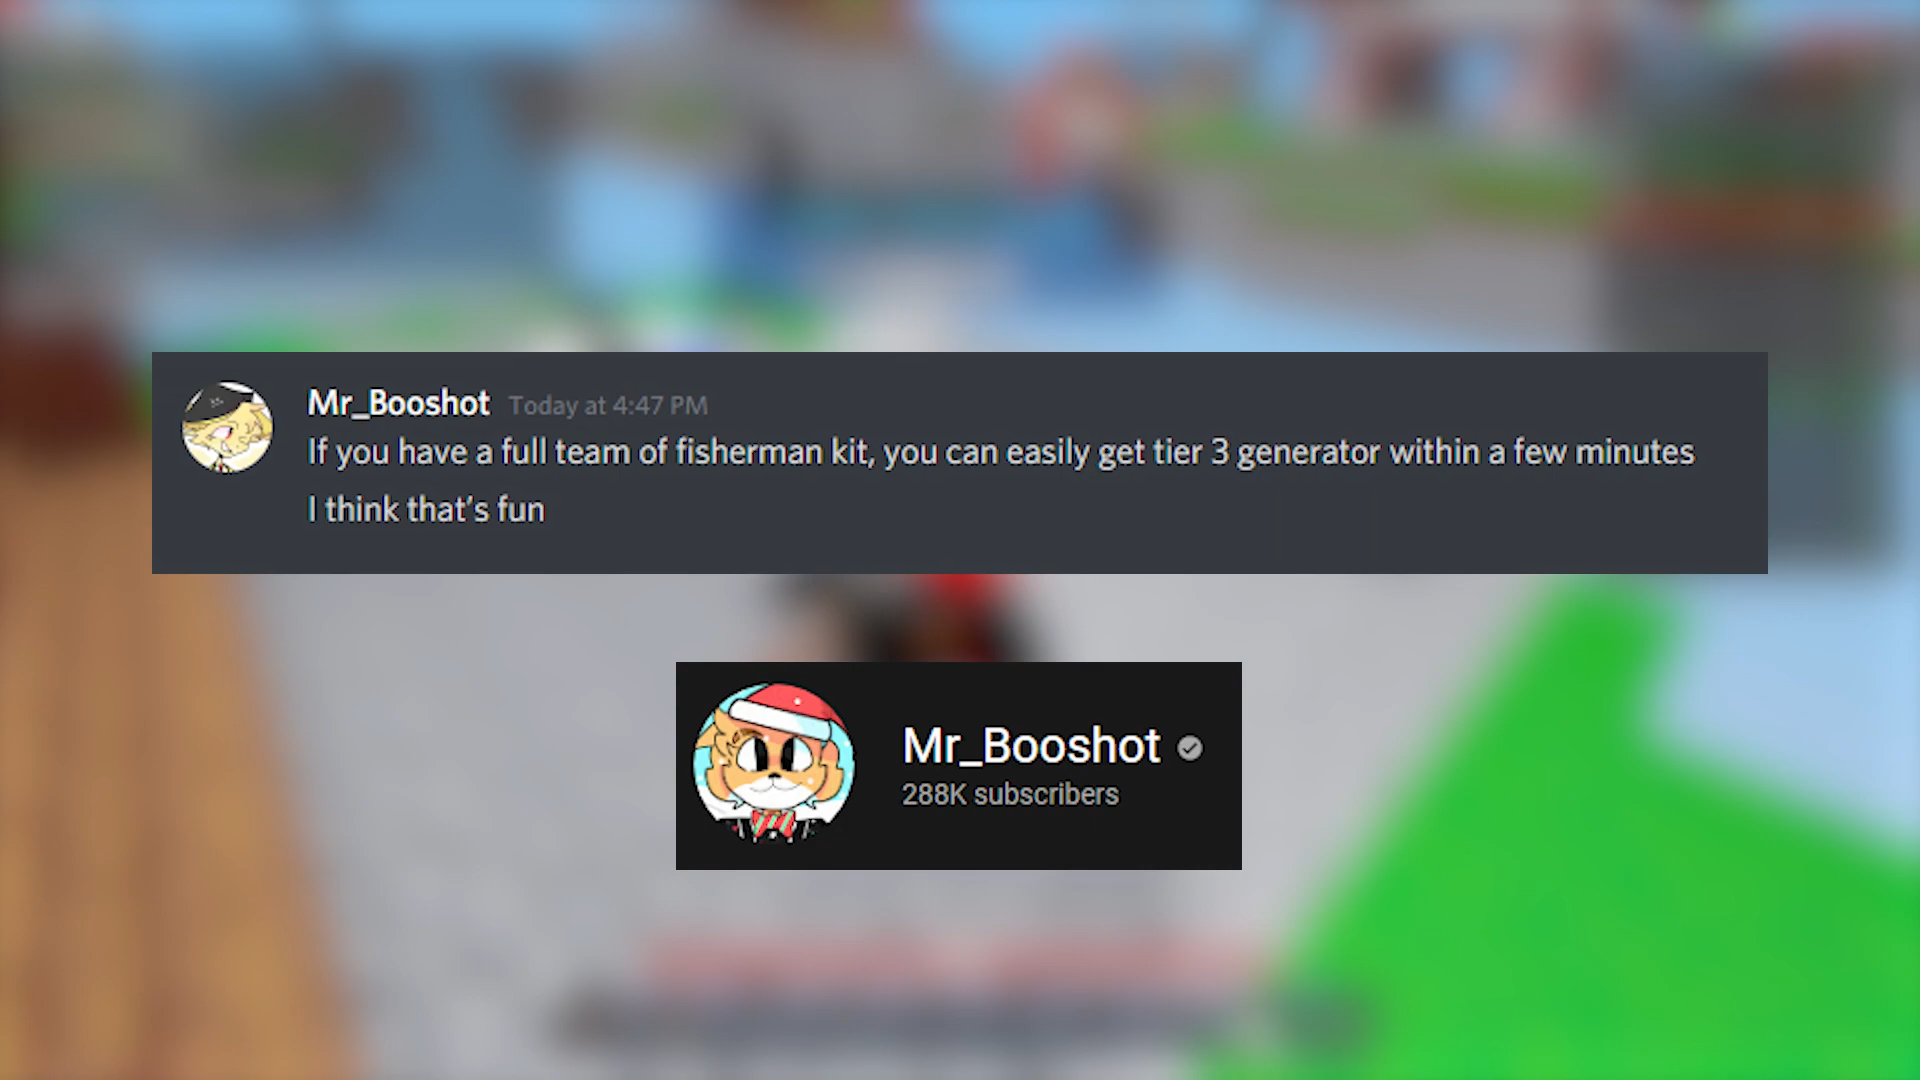 Mr_Booshot Today at 4:47 PM
If you have a full team of fisherman kit, you can easily get tier 3 generator within a few minutes
I think that's fun
Mr_Booshot
288K subscribers